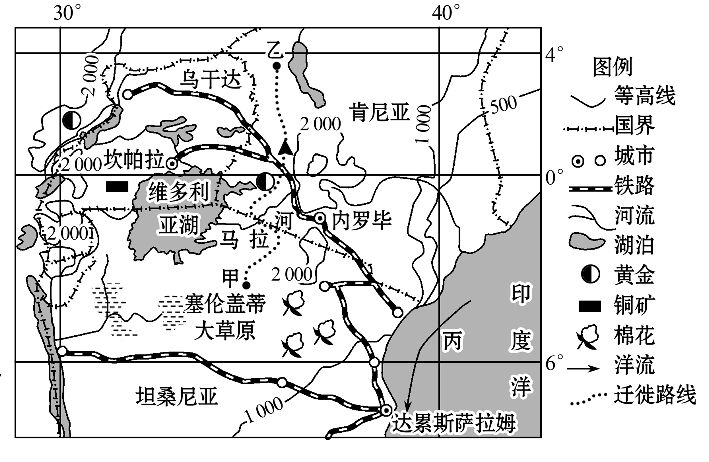 30°
40°
乙
4°
2 000
乌干达
肯尼亚
2 000
1 000
500
2 000
坎帕拉
0°
维多利
亚湖
马拉河
内罗毕
2 000
甲
2 000
塞伦盖蒂
大草原
印度洋
丙
6°
坦桑尼亚
1 000
达累斯萨拉姆
图例
等高线
国界
城市
铁路
河流
湖泊
黄金
铜矿
棉花
洋流
迁徙路线